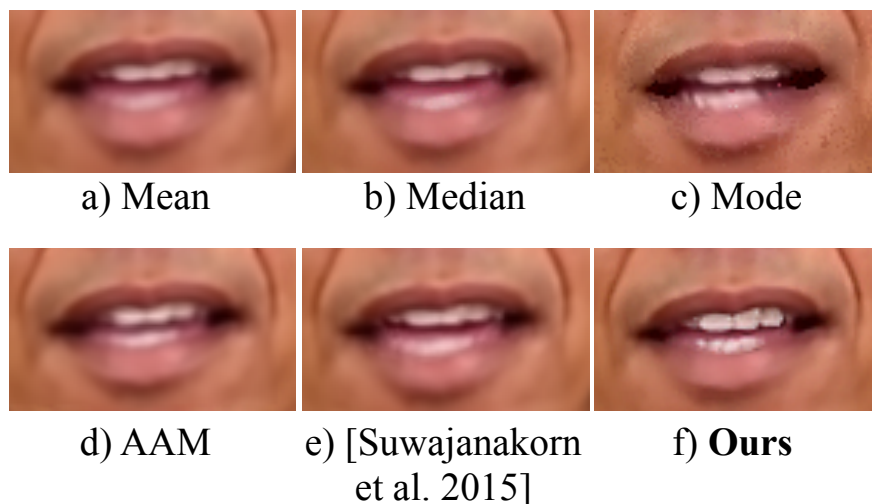 a) Mean
b) Median
c) Mode
d) AAM
e) [Suwajanakorn
et al. 2015]
f) Ours